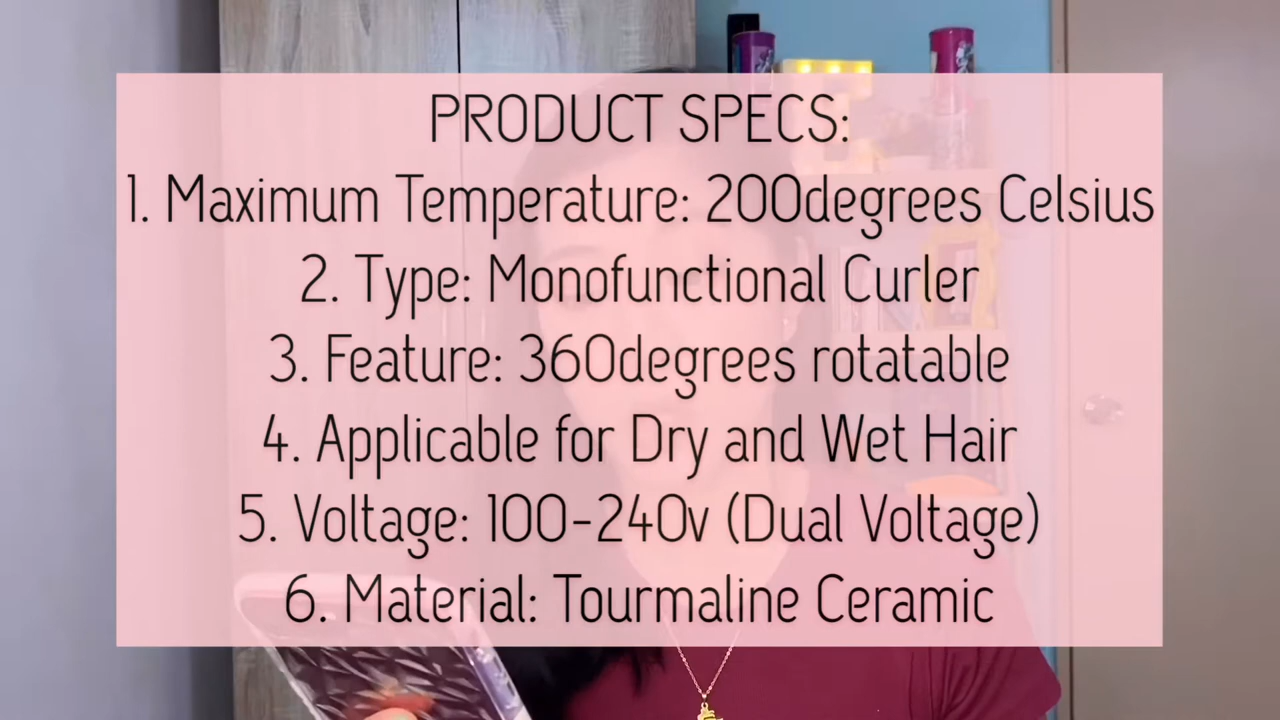 PRODUCT SPECS:
1. Maximum Temperature: 200degrees Celsius
2. Type: Monofunctional Curler
3. Feature: 360degrees rotatable
4. Applicable for Dry and Wet Hair
5. Voltage: 100-240v (Dual Voltage)
6. Material: Tourmaline Ceramic